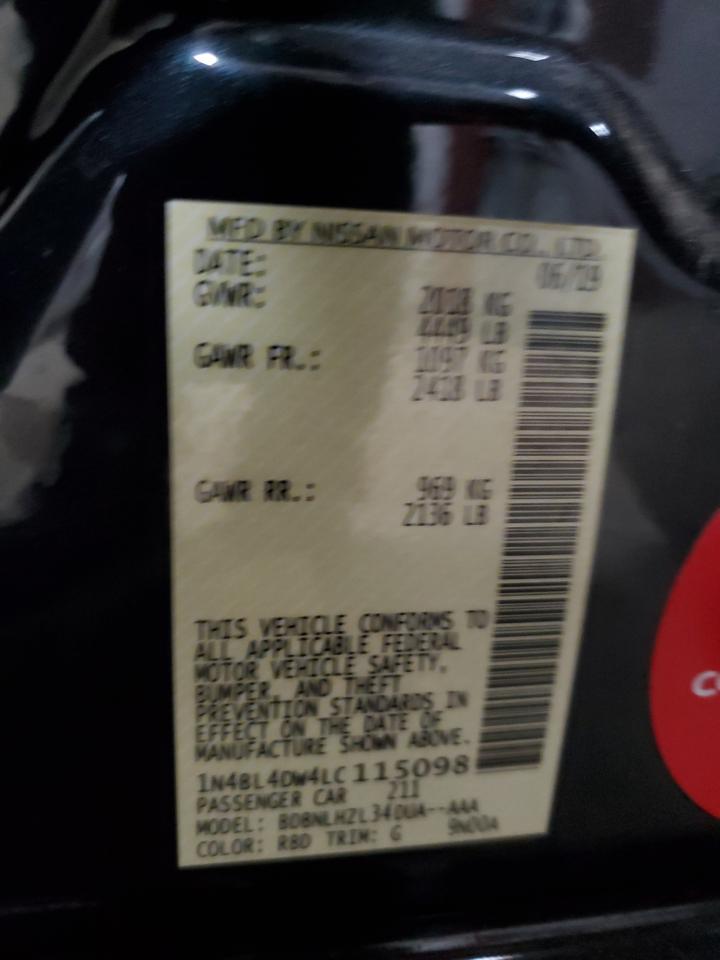 MFD BY NISSAN MOTOR CO., LTD.
DATE: 06/19
GVWR: 2018 KG
4449 LB
GAWR FR.: 1097 KG
2418 LB
GAWR RR.: 969 KG
2136 LB
THIS VEHICLE CONFORMS TO
ALL APPLICABLE FEDERAL
MOTOR VEHICLE SAFETY,
BUMPER, AND THEFT
PREVENTION STANDARDS IN
EFFECT ON THE DATE OF
MANUFACTURE SHOWN ABOVE.
1N4BL4DW4LC115098
PASSENGER CAR 211
MODEL: BDBNLHZL34DUA--AAA
COLOR: RBD TRIM: G